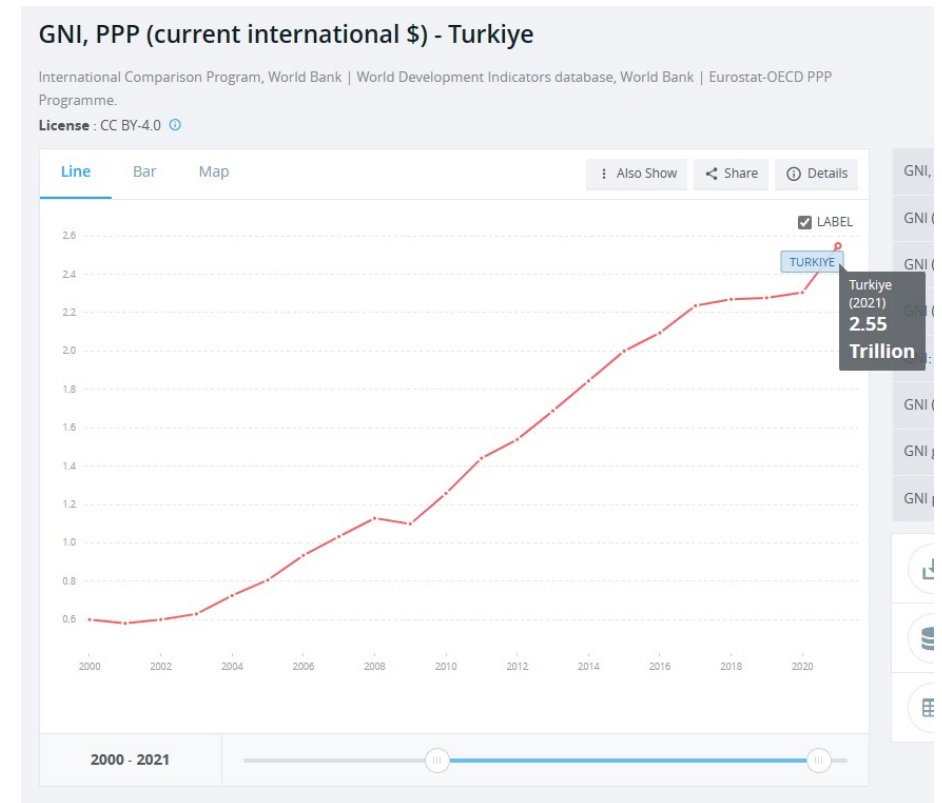 GNI, PPP (current international $) - Turkiye
International Comparison Program, World Bank | World Development Indicators database, World Bank | Eurostat-OECD PPP
Programme.
License : CC BY-4.0
Line Bar Map
Also Show Share Details
LABEL
2.6
2.4
2.2
2.0
1.8
1.6
1.4
1.2
1.0
0.8
0.6
TURKIYE
Turkiye
(2021)
2.55
Trillion
2000 2002 2004 2006 2008 2010 2012 2014 2016 2018 2020
2000 - 2021
GNI,
GNI (
GNI (
GNI (
GNI (
GNI g
GNI p